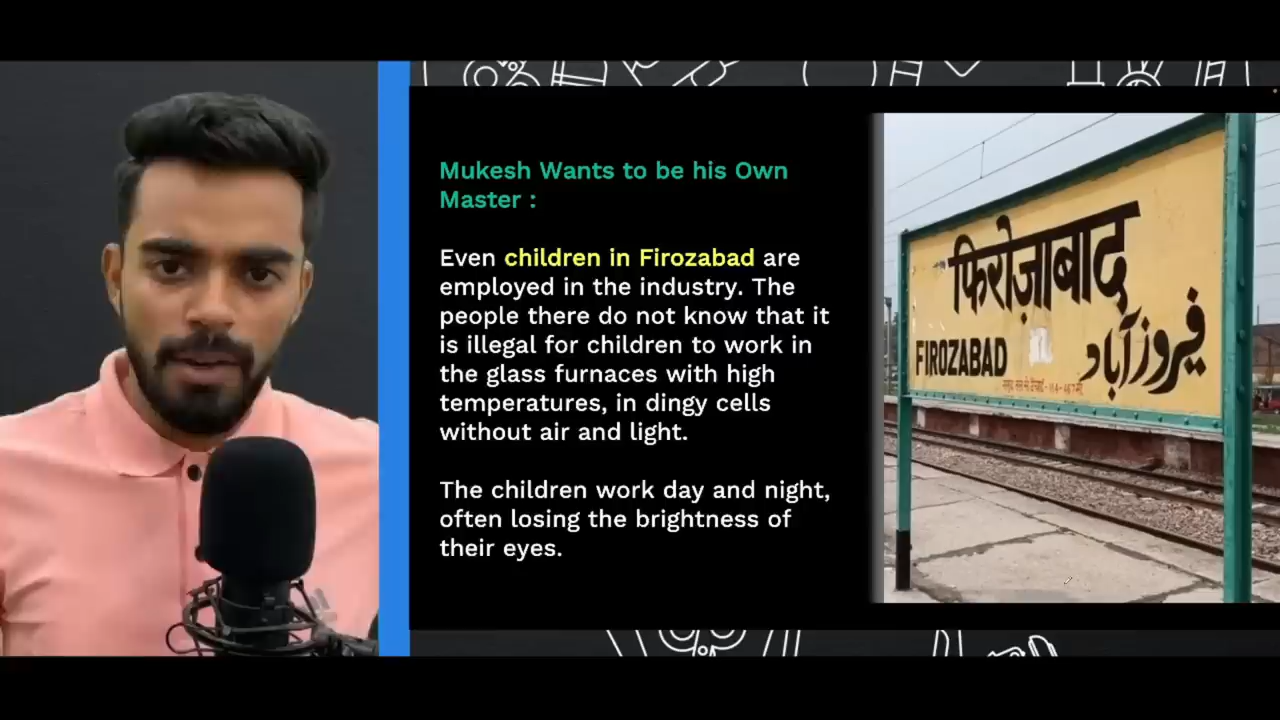 Mukesh Wants to be his Own
Master :
Even children in Firozabad are
employed in the industry. The
people there do not know that it
is illegal for children to work in
the glass furnaces with high
temperatures, in dingy cells
without air and light.
The children work day and night,
often losing the brightness of
their eyes.
फिरोज़ाबाद
FIROZABAD
فیروزآباد